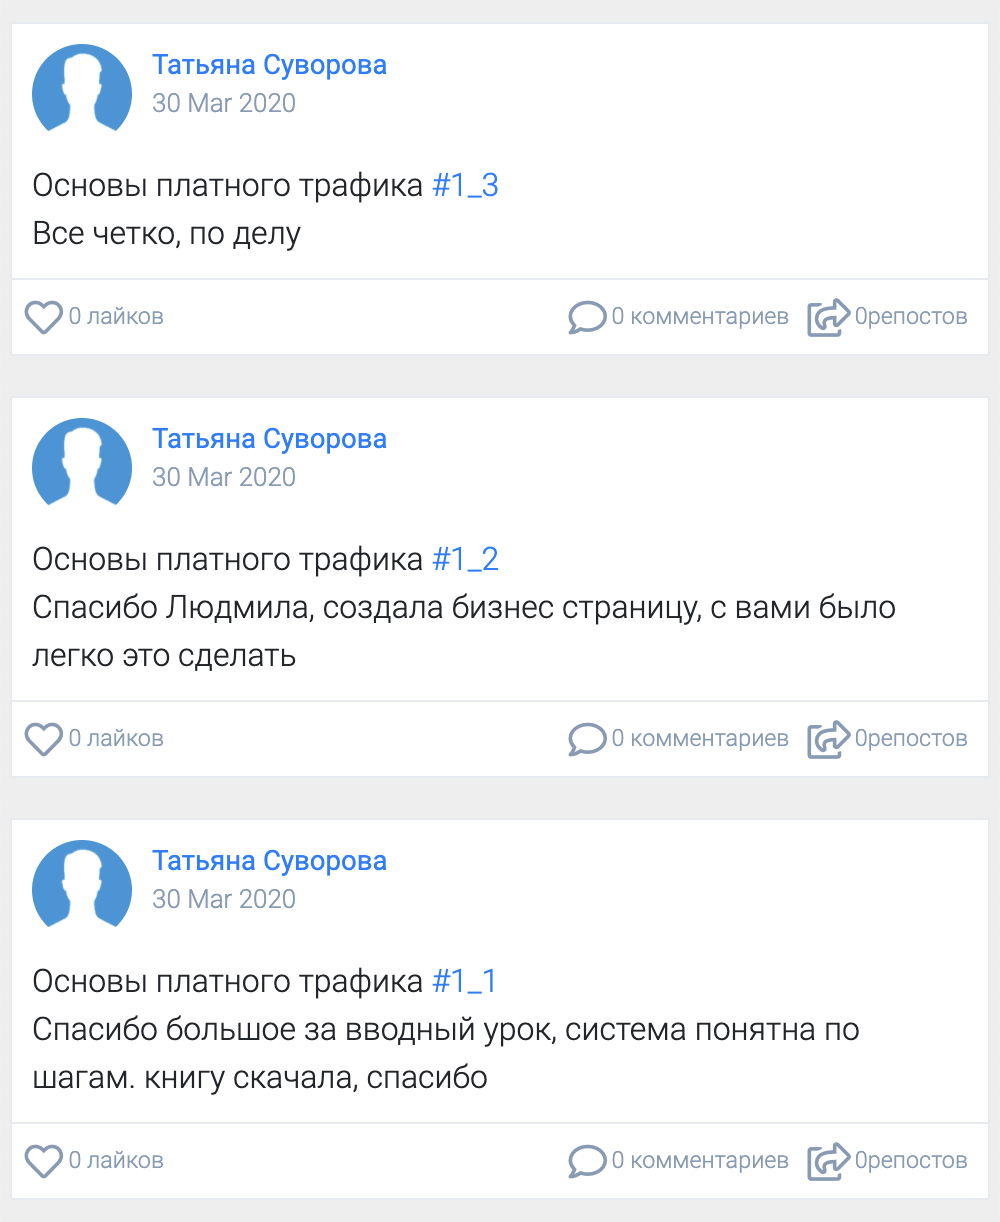 Татьяна Суворова
30 Mar 2020
Основы платного трафика #1_3
Все четко, по делу
0 лайков 0 комментариев 0репостов
Татьяна Суворова
30 Mar 2020
Основы платного трафика #1_2
Спасибо Людмила, создала бизнес страницу, с вами было
легко это сделать
0 лайков 0 комментариев 0репостов
Татьяна Суворова
30 Mar 2020
Основы платного трафика #1_1
Спасибо большое за вводный урок, система понятна по
шагам. книгу скачала, спасибо
0 лайков 0 комментариев 0репостов